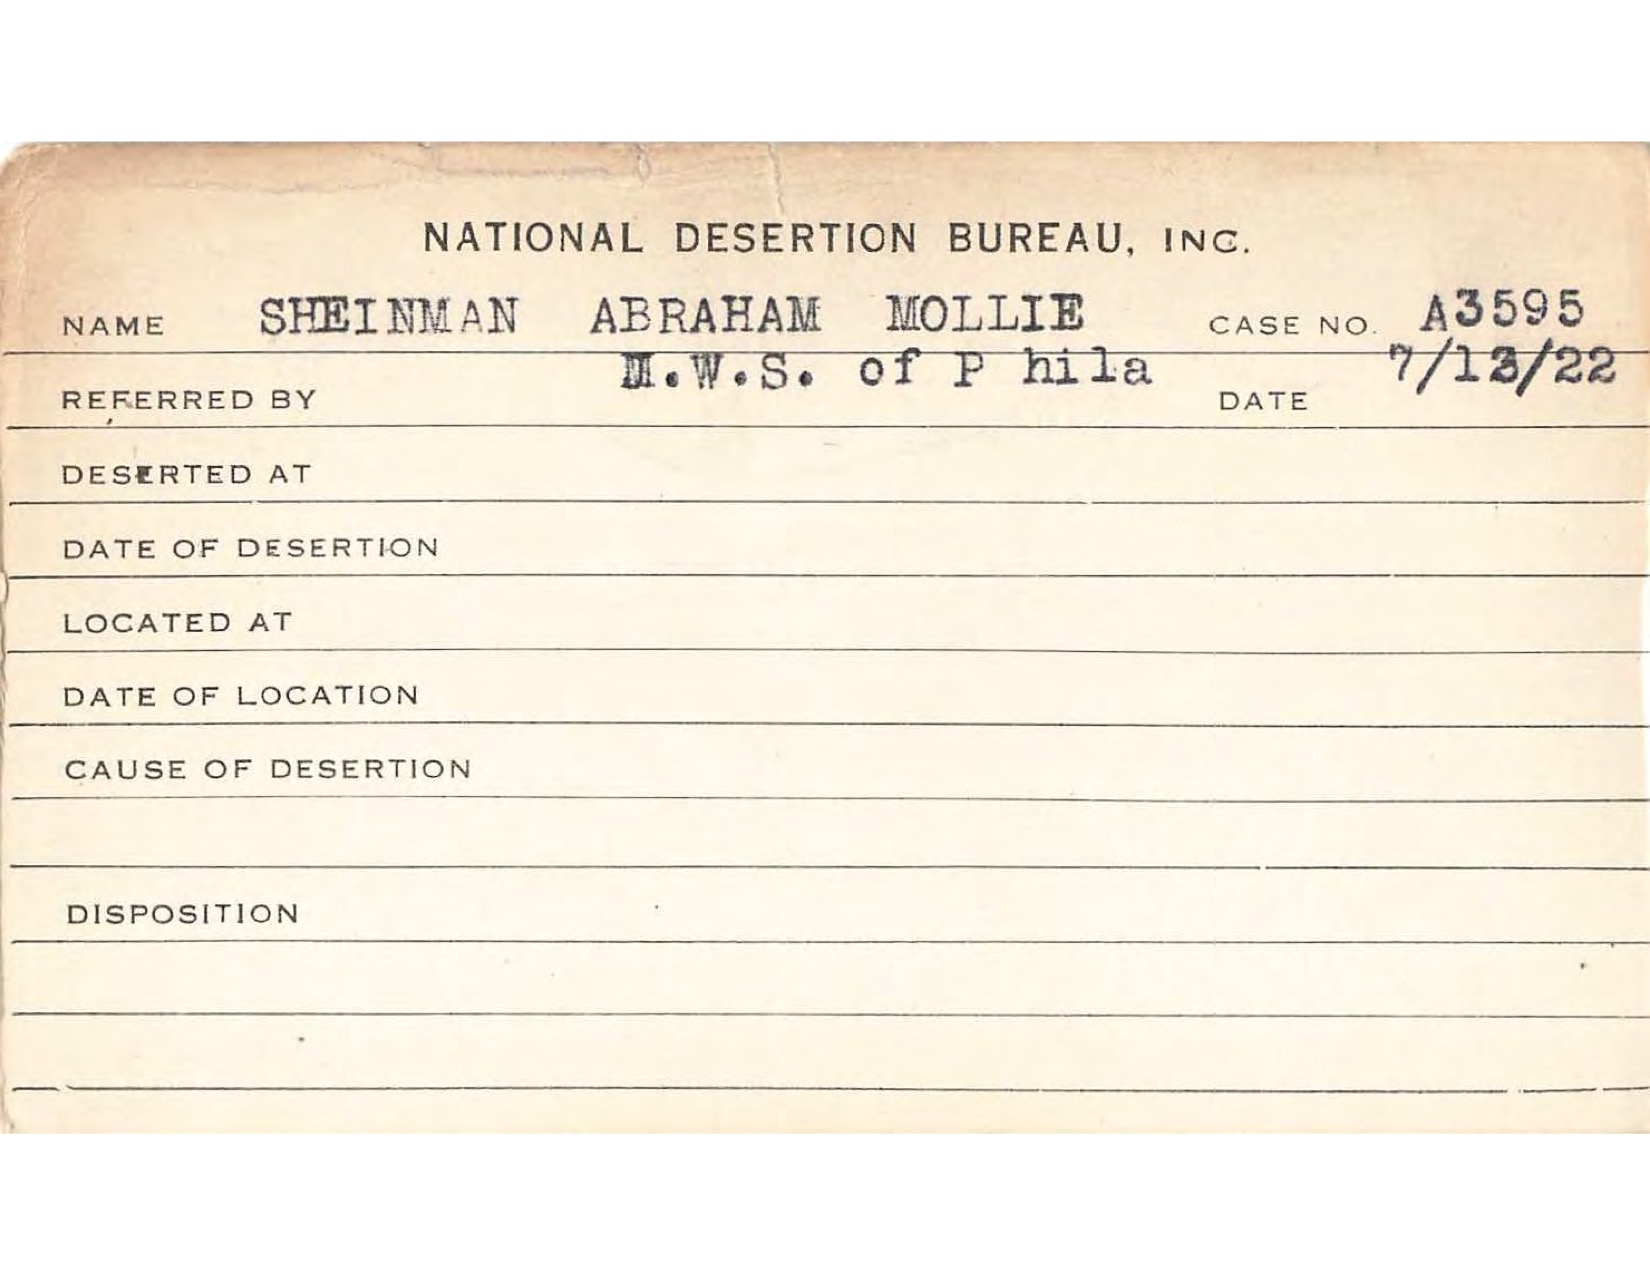 NATIONAL DESERTION BUREAU, INC.
NAME SHEINMAN ABRAHAM MOLLIE CASE NO. A3595
REFERRED BY of P hila DATE 7/13/22
DESERTED AT
DATE OF DESERTION
LOCATED AT
DATE OF LOCATION
CAUSE OF DESERTION
DISPOSITION